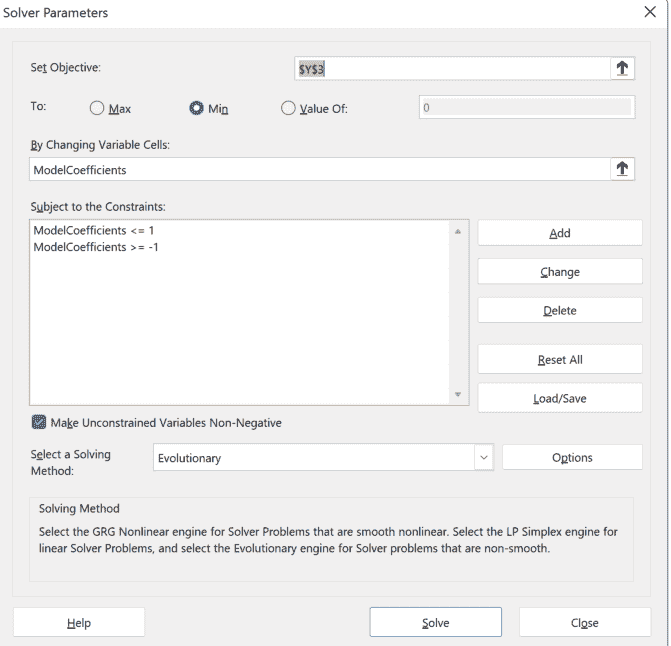 Solver Parameters
Set Objective: $Y$3
To: Max Min Value Of: 0
By Changing Variable Cells:
ModelCoefficients
Subject to the Constraints:
ModelCoefficients <= 1
ModelCoefficients >= -1
Add
Change
Delete
Reset All
Load/Save
Make Unconstrained Variables Non-Negative
Select a Solving
Method:
Evolutionary
Options
Solving Method
Select the GRG Nonlinear engine for Solver Problems that are smooth nonlinear. Select the LP Simplex engine for
linear Solver Problems, and select the Evolutionary engine for Solver problems that are non-smooth.
Help
Solve
Close